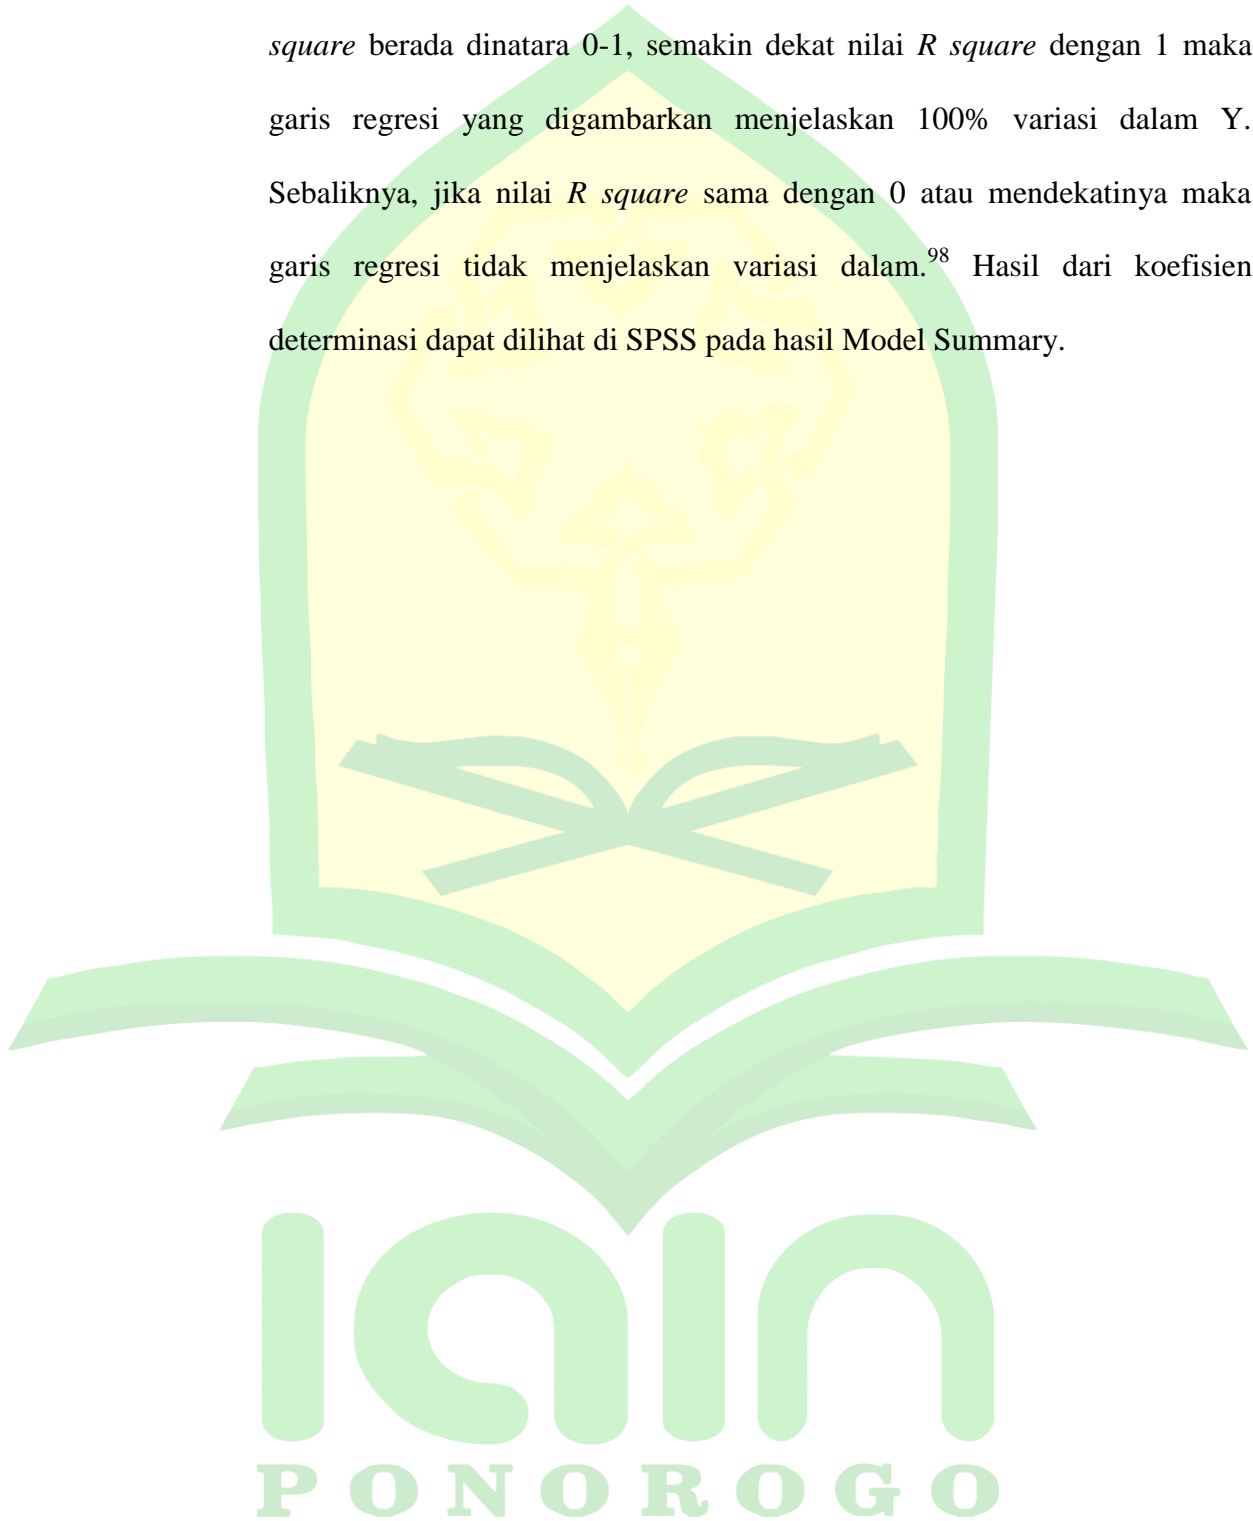 square berada dinatara 0-1, semakin dekat nilai R square dengan 1 maka
garis regresi yang digambarkan menjelaskan 100% variasi dalam Y.
Sebaliknya, jika nilai R square sama dengan 0 atau mendekatinya maka
garis regresi tidak menjelaskan variasi dalam.98 Hasil dari koefisien
determinasi dapat dilihat di SPSS pada hasil Model Summary.
iain
PONOROGO